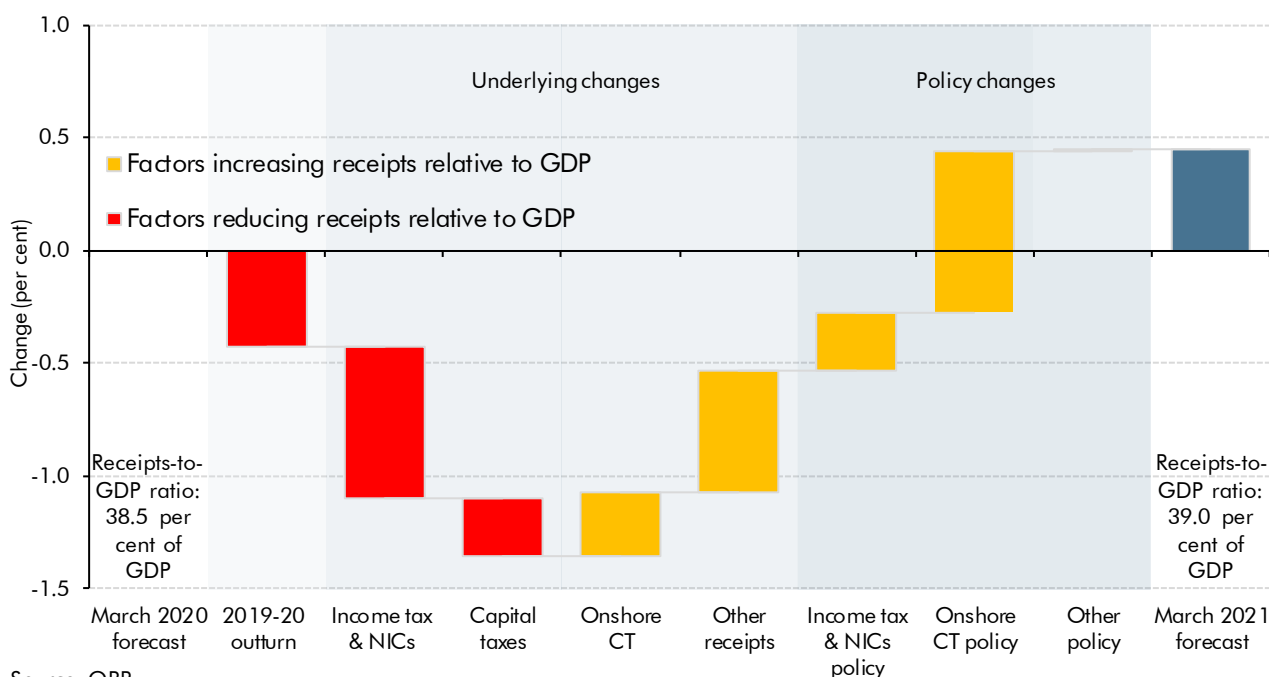 1.0
0.5
0.0
-0.5
-1.0
-1.5
Change (per cent)
Underlying changes
Policy changes
Factors increasing receipts relative to GDP
Factors reducing receipts relative to GDP
Receipts-to-
GDP ratio:
38.5 per
cent of
GDP
Receipts-to-
GDP ratio:
39.0 per
cent of
GDP
March 2020
forecast
2019-20
outturn
Income tax
& NICs
Capital
taxes
Onshore
CT
Other
receipts
Income tax
& NICs
policy
Onshore
CT policy
Other
policy
March 2021
forecast